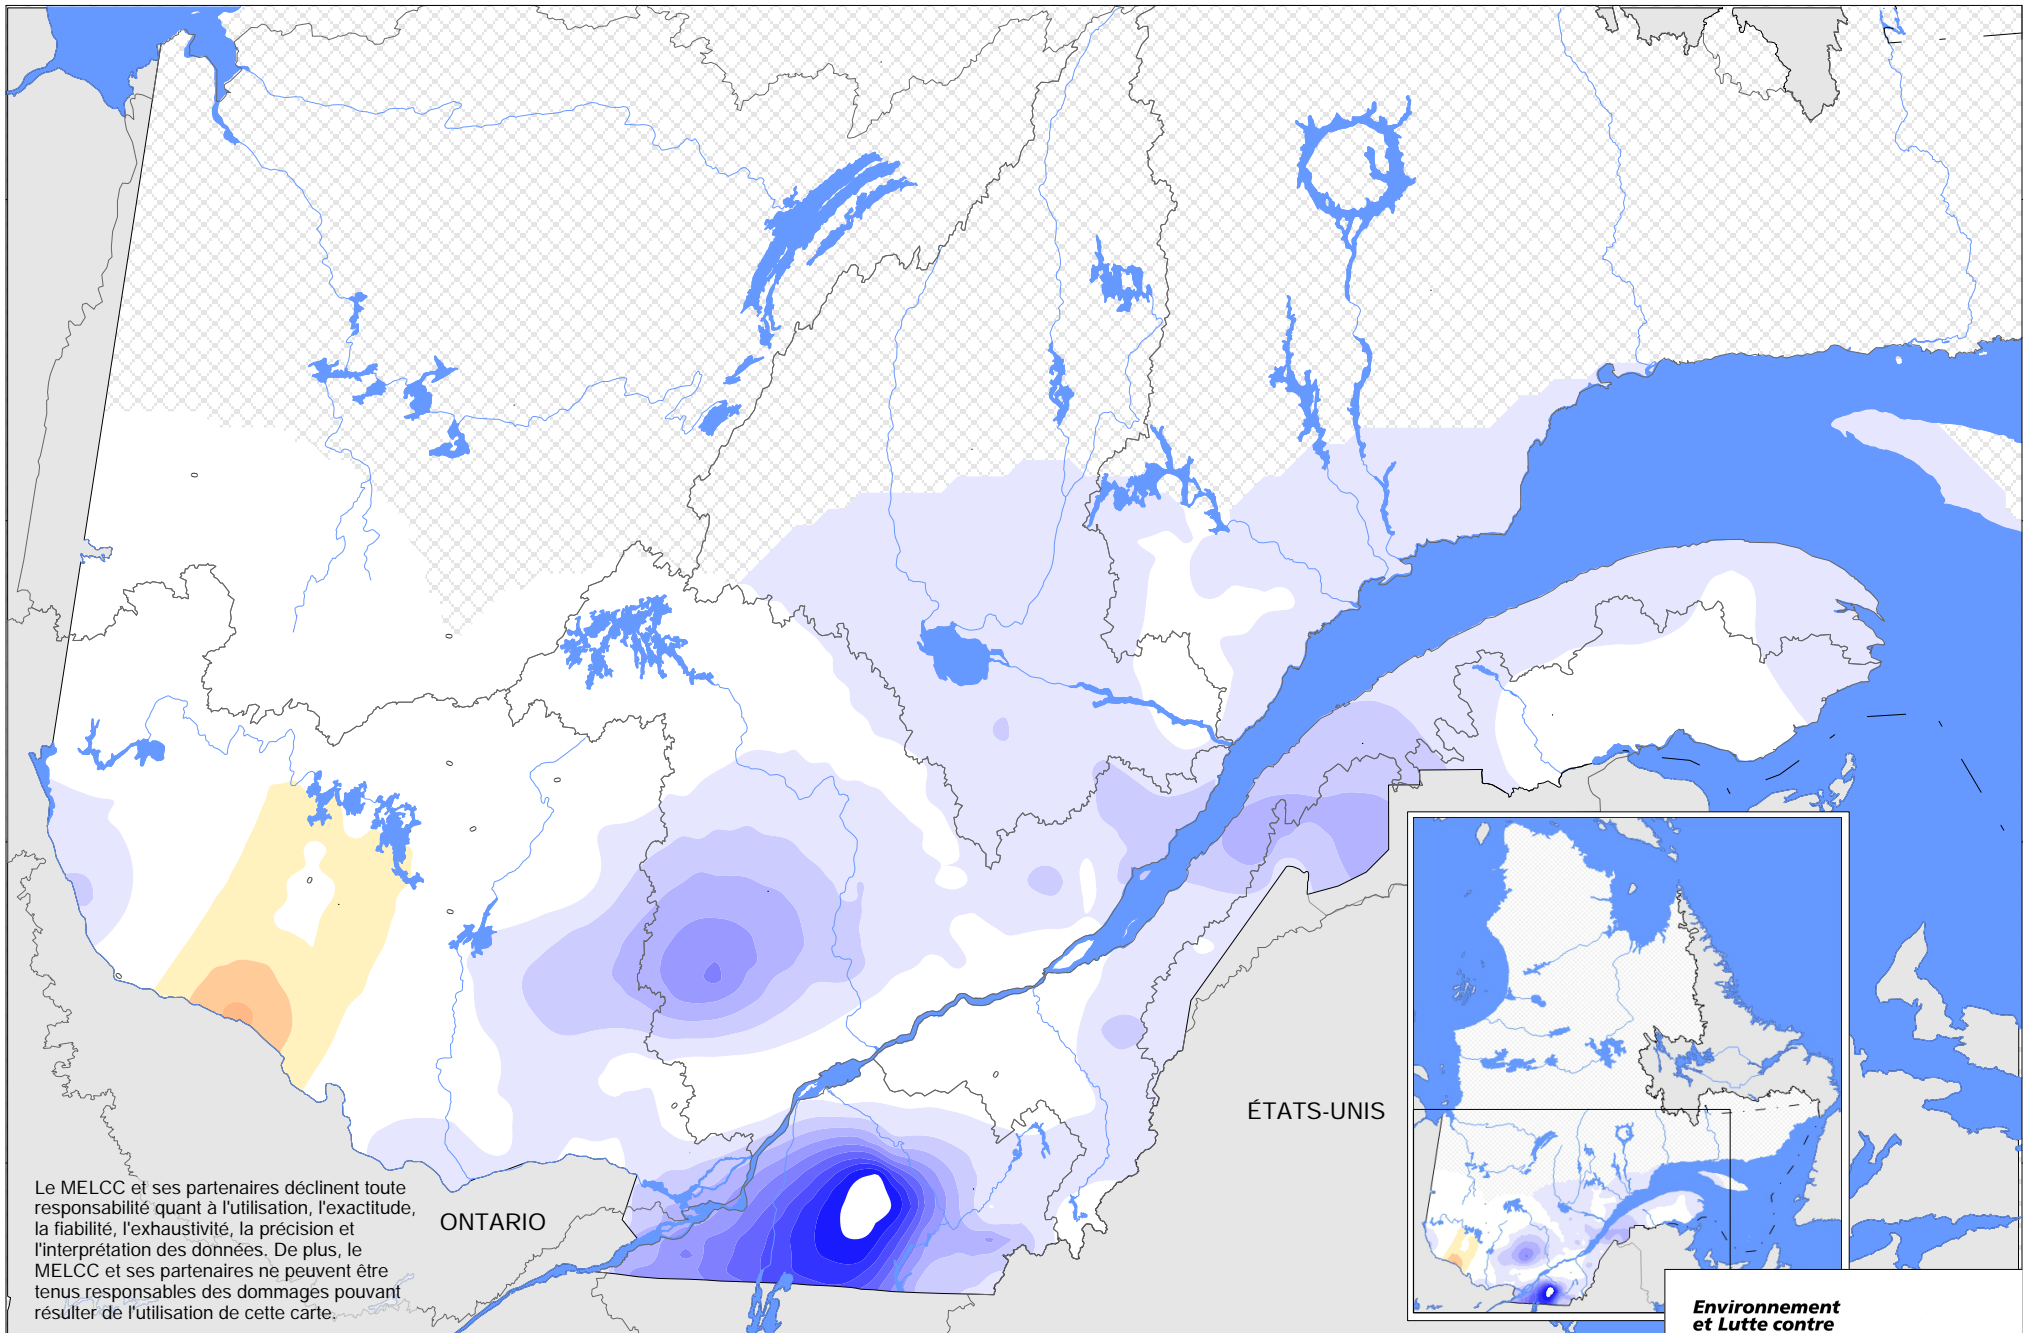 ÉTATS-UNIS
Le MELCC et ses partenaires déclinent toute
responsabilité quant à l'utilisation, l'exactitude,
la fiabilité, l'exhaustivité, la précision et
l'interprétation des données. De plus, le
MELCC et ses partenaires ne peuvent être
tenus responsables des dommages pouvant
résulter de l'utilisation de cette carte.
ONTARIO
Environnement
et Lutte contre